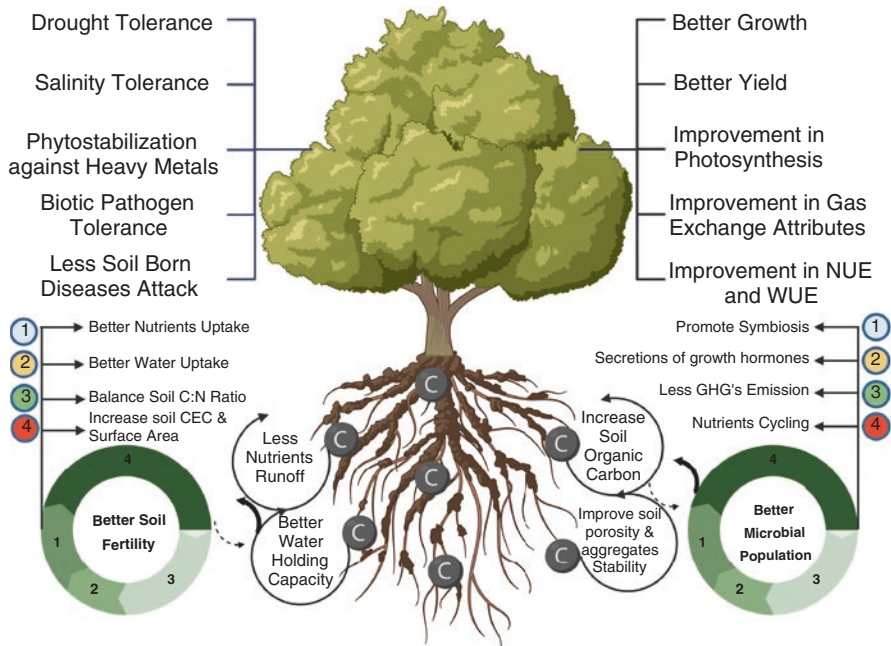 Drought Tolerance
Salinity Tolerance
Phytostabilization
against Heavy Metals
Biotic Pathogen
Tolerance
Less Soil Born
Diseases Attack
Better Growth
Better Yield
Improvement in
Photosynthesis
Improvement in Gas
Exchange Attributes
Improvement in NUE
and WUE
1 Better Nutrients Uptake
2 Better Water Uptake
3 Balance Soil C:N Ratio
4 Increase soil CEC &
Surface Area
Promote Symbiosis 1
Secretions of growth hormones 2
Less GHG's Emission 3
Nutrients Cycling 4
4
Better Soil
Fertility
1
2
3
Less
Nutrients
Runoff
Better
Water
Holding
Capacity
C
C
C
C
C
C
C
Increase
Soil
Organic
Carbon
Improve soil
porosity &
aggregates
Stability
4
Better
Microbial
Population
1
2
3